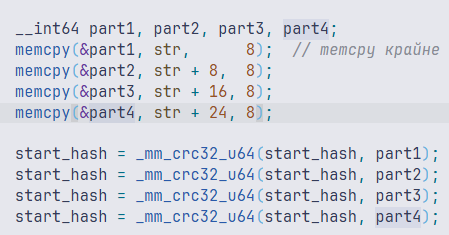 __int64 part1, part2, part3, part4;
memcpy(&part1, str,      8);  // memcpy крайне
memcpy(&part2, str + 8,  8);
memcpy(&part3, str + 16, 8);
memcpy(&part4, str + 24, 8);
start_hash = _mm_crc32_u64(start_hash, part1);
start_hash = _mm_crc32_u64(start_hash, part2);
start_hash = _mm_crc32_u64(start_hash, part3);
start_hash = _mm_crc32_u64(start_hash, part4);